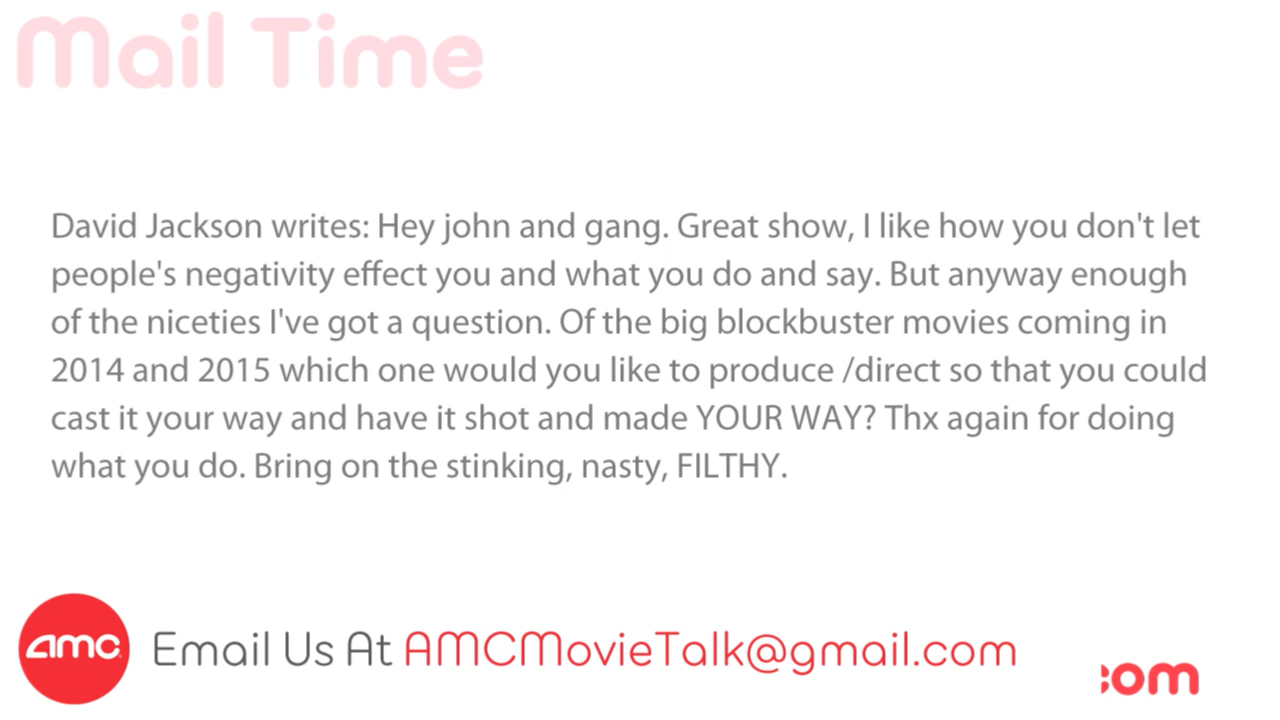 Mail Time
David Jackson writes: Hey john and gang. Great show, I like how you don't let
people's negativity effect you and what you do and say. But anyway enough
of the niceties I've got a question. Of the big blockbuster movies coming in
2014 and 2015 which one would you like to produce /direct so that you could
cast it your way and have it shot and made YOUR WAY? Thx again for doing
what you do. Bring on the stinking, nasty, FILTHY.
amc Email Us At AMCMovieTalk@gmail.com
com